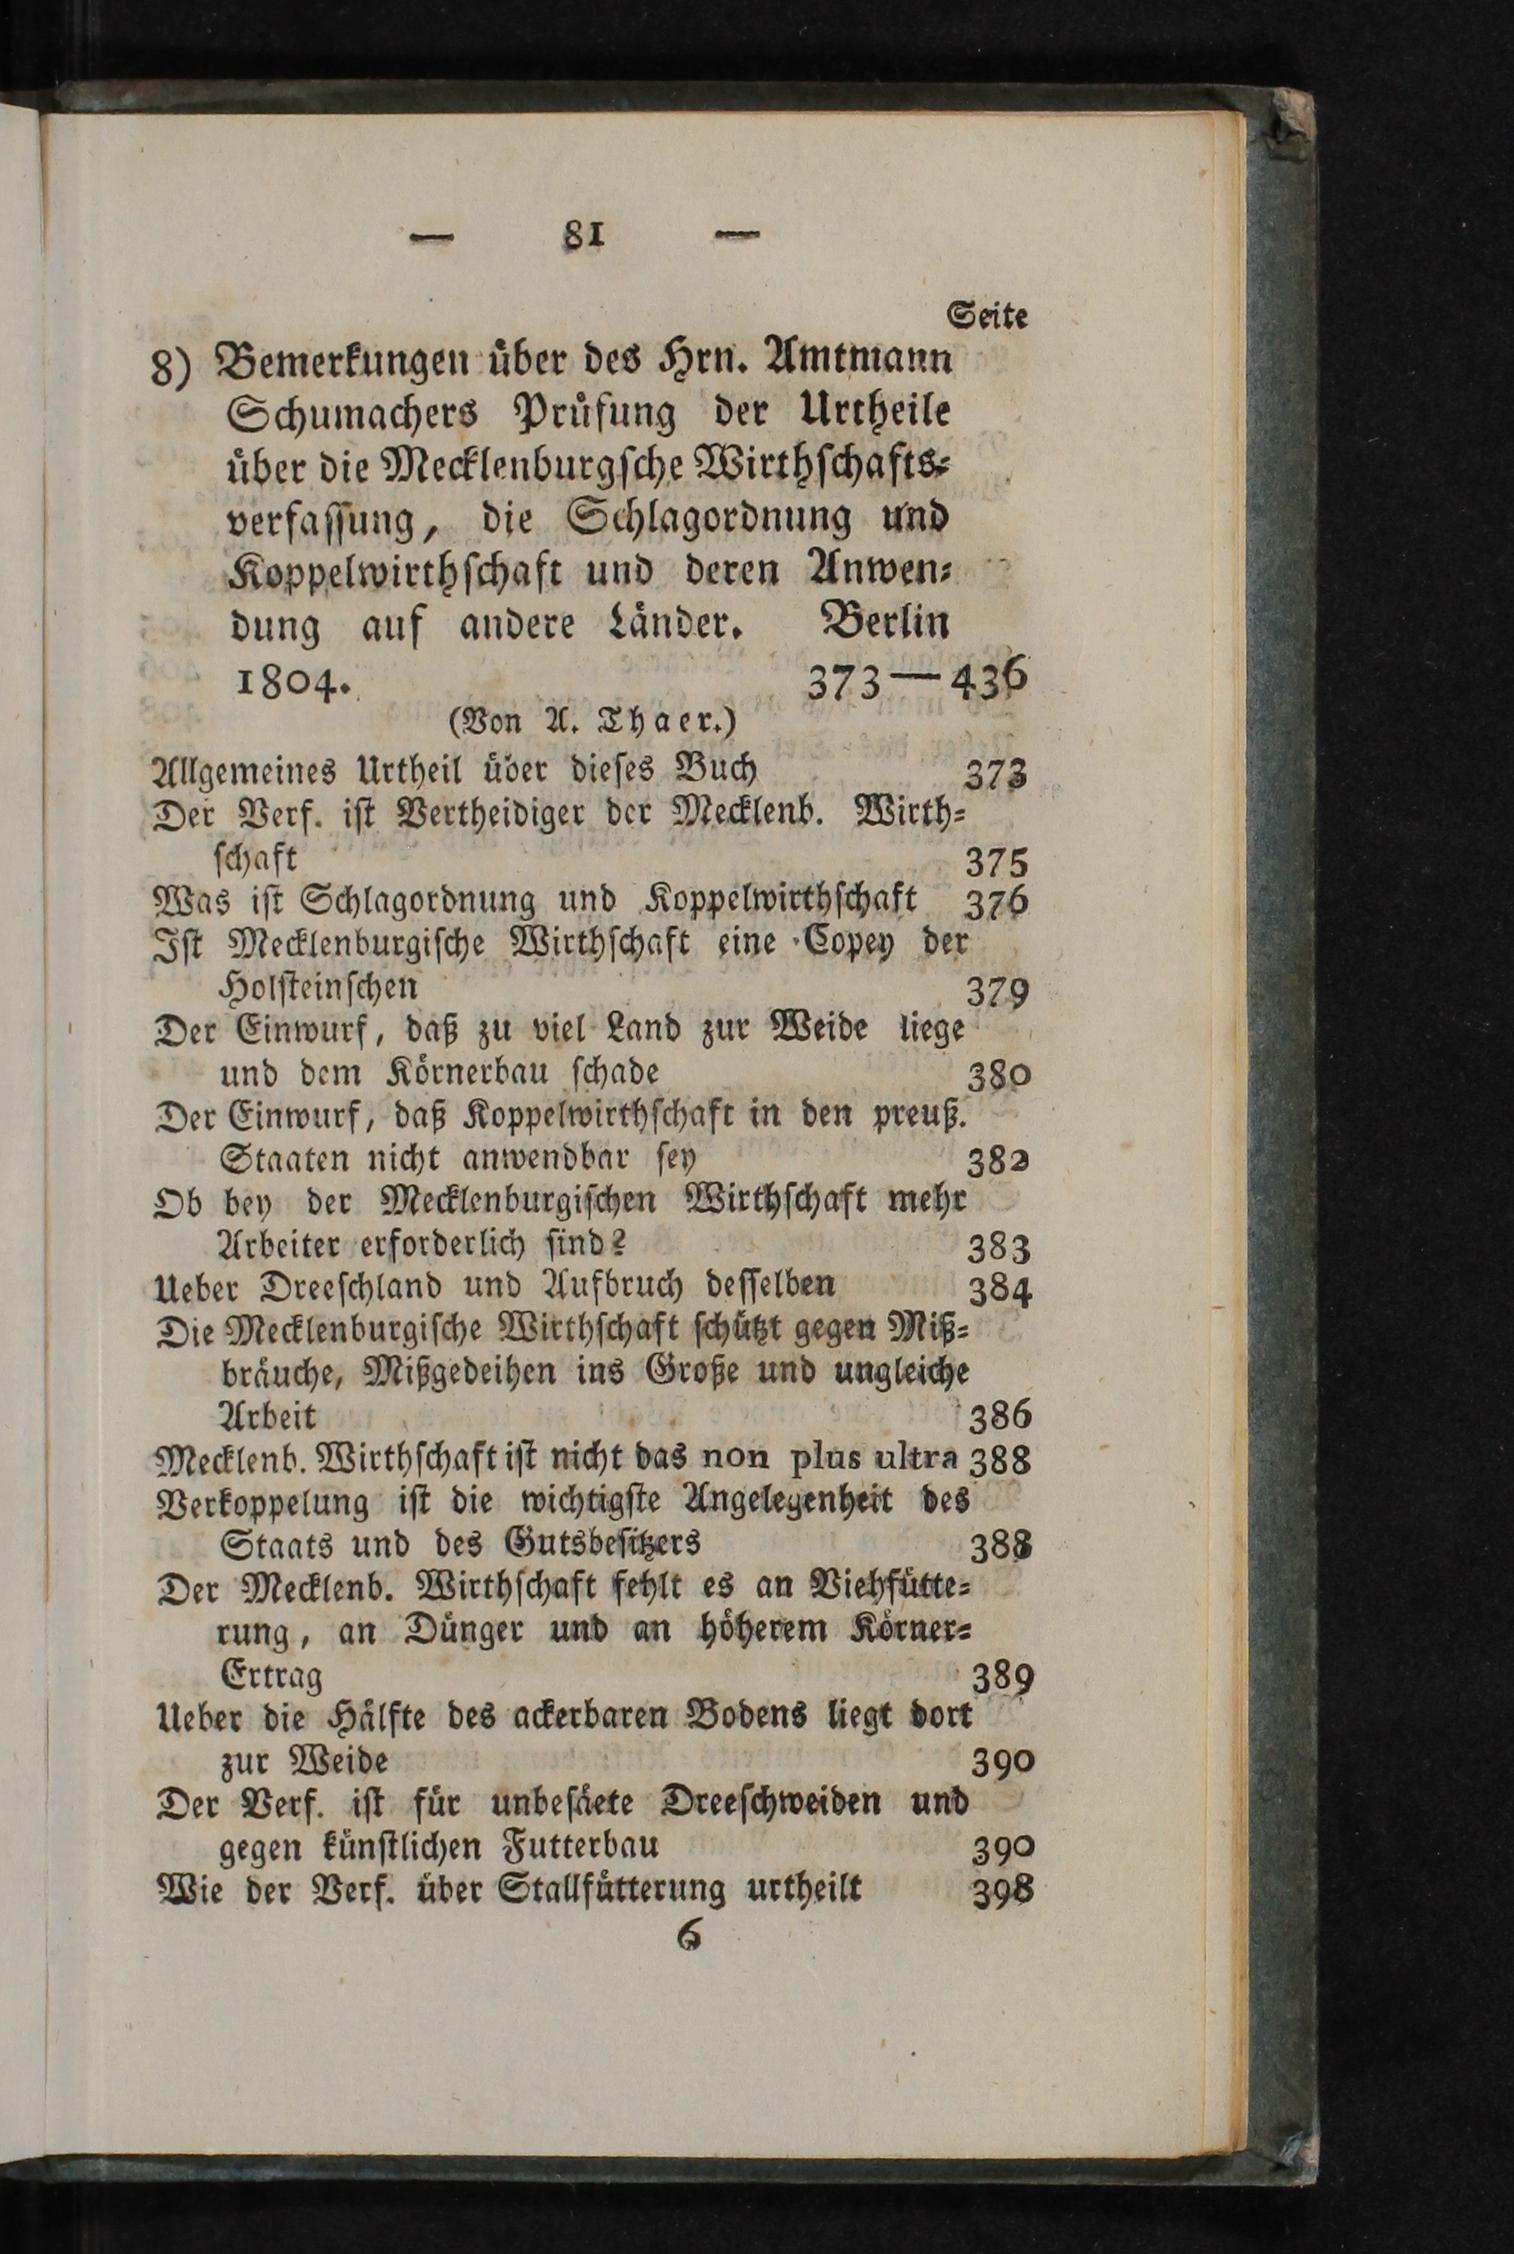 — 81 —
Seite
8) Bemerkungen über des Hrn. Amtmann
Schumachers Prüfung der Urtheile
über die Mecklenburgsche Wirthschafts⸗
verfassung, die Schlagordnung und
Koppelwirthschaft und deren Anwen⸗
dung auf andere Länder. Berlin
1804. 373—436
(Von A. Thaer.)
Allgemeines Urtheil über dieses Buch 373
Der Verf. ist Vertheidiger der Mecklenb. Wirth⸗
schaft 375
Was ist Schlagordnung und Koppelwirthschaft 376
Ist Mecklenburgische Wirthschaft eine Copey der
Holsteinschen 379
Der Einwurf, daß zu viel Land zur Weide liege
und dem Körnerbau schade 380
Der Einwurf, daß Koppelwirthschaft in den preuß.
Staaten nicht anwendbar sey 382
Ob bey der Mecklenburgischen Wirthschaft mehr
Arbeiter erforderlich sind? 383
Ueber Dreeschland und Aufbruch desselben 384
Die Mecklenburgische Wirthschaft schützt gegen Miß⸗
bräuche, Mißgedeihen ins Große und ungleiche
Arbeit 386
Mecklenb. Wirthschaft ist nicht das non plus ultra 388
Verkoppelung ist die wichtigste Angelegenheit des
Staats und des Gutsbesitzers 388
Der Mecklenb. Wirthschaft fehlt es an Viehfütte⸗
rung, an Dünger und an höherem Körner⸗
Ertrag 389
Ueber die Hälfte des ackerbaren Bodens liegt dort
zur Weide 390
Der Verf. ist für unbesäete Dreeschweiden und
gegen künstlichen Futterbau 390
Wie der Verf. über Stallfütterung urtheilt 398
6